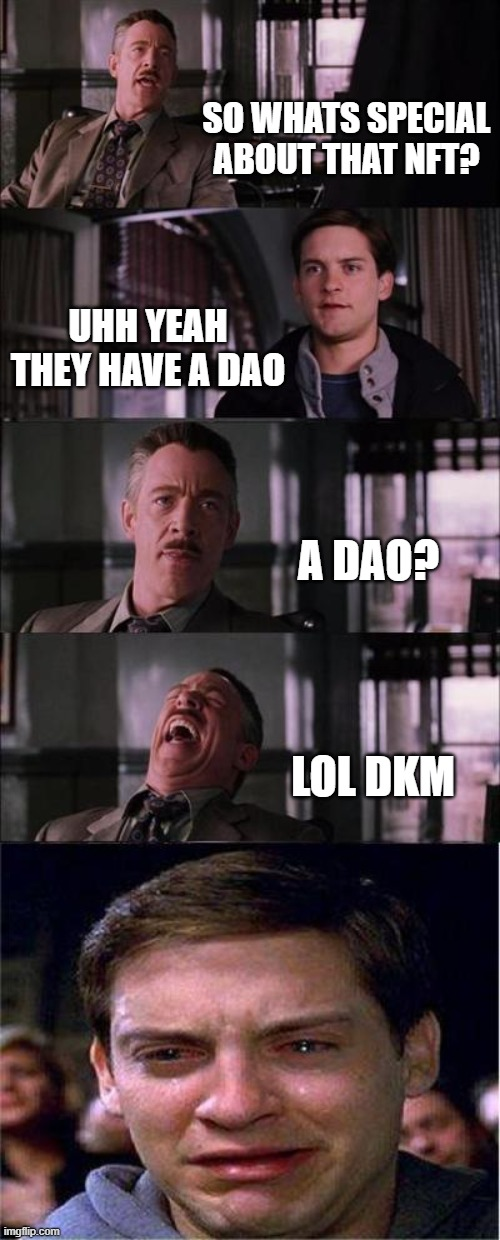 SO WHATS SPECIAL
ABOUT THAT NFT?
UHH YEAH
THEY HAVE A DAO
A DAO?
LOL DKM
imgflip.com